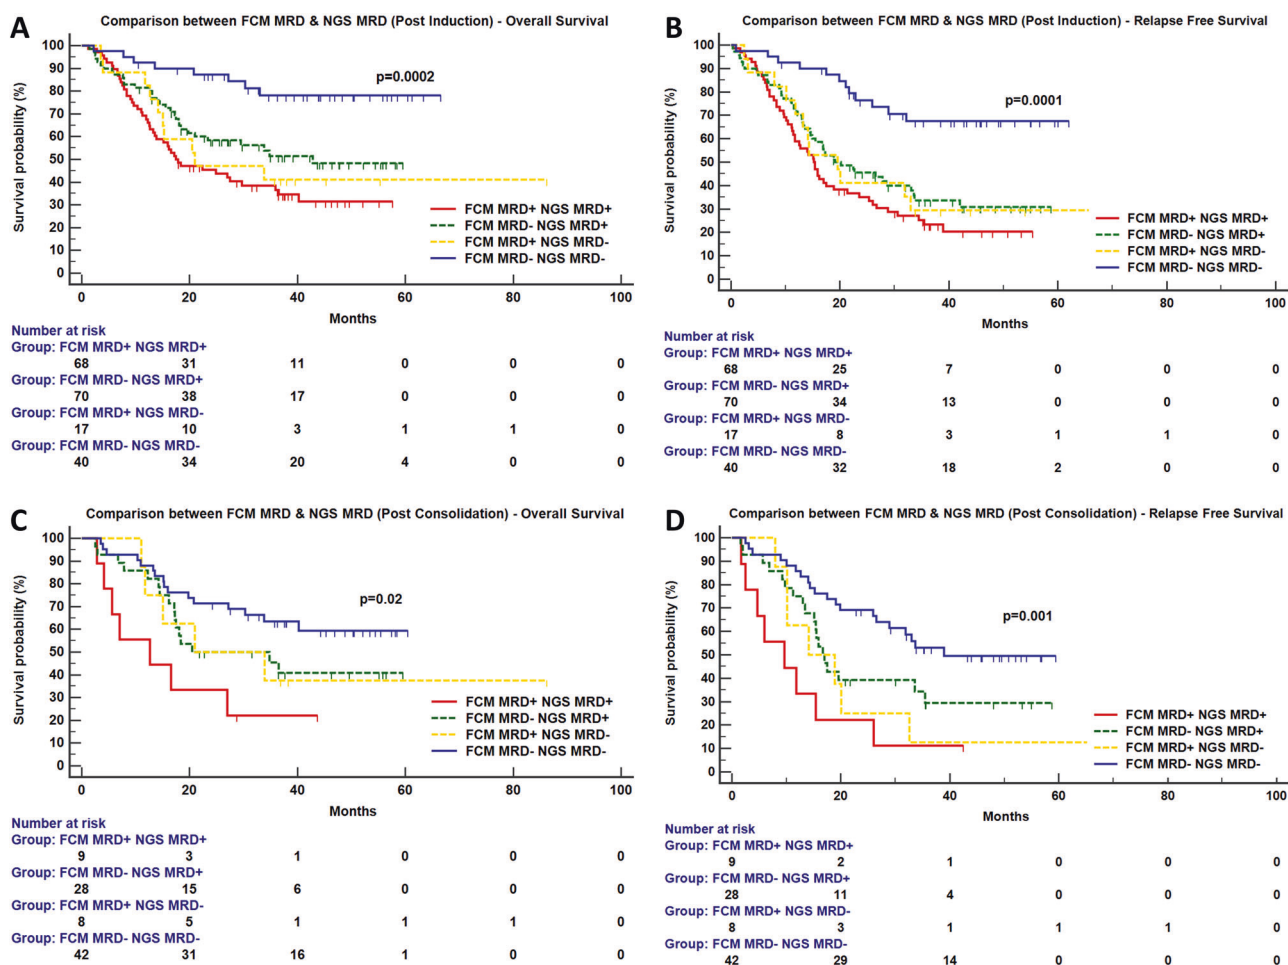 A
Comparison between FCM MRD & NGS MRD (Post Induction) - Overall Survival
Survival probability (%)
100
90
80
70
60
50
40
30
20
10
0
p=0.0002
FCM MRD+ NGS MRD+
FCM MRD- NGS MRD+
FCM MRD+ NGS MRD-
FCM MRD- NGS MRD-
0 20 40 60 80 100
Months
Number at risk
Group: FCM MRD+ NGS MRD+
68 31 11 0 0 0
Group: FCM MRD- NGS MRD+
70 38 17 0 0 0
Group: FCM MRD+ NGS MRD-
17 10 3 1 1 0
Group: FCM MRD- NGS MRD-
40 34 20 4 0 0
B
Comparison between FCM MRD & NGS MRD (Post Induction) - Relapse Free Survival
Survival probability (%)
100
90
80
70
60
50
40
30
20
10
0
p=0.0001
FCM MRD+ NGS MRD+
FCM MRD- NGS MRD+
FCM MRD+ NGS MRD-
FCM MRD- NGS MRD-
0 20 40 60 80 100
Months
Number at risk
Group: FCM MRD+ NGS MRD+
68 25 7 0 0 0
Group: FCM MRD- NGS MRD+
70 34 13 0 0 0
Group: FCM MRD+ NGS MRD-
17 8 3 1 1 0
Group: FCM MRD- NGS MRD-
40 32 18 2 0 0
C
Comparison between FCM MRD & NGS MRD (Post Consolidation) - Overall Survival
Survival probability (%)
100
90
80
70
60
50
40
30
20
10
0
p=0.02
FCM MRD+ NGS MRD+
FCM MRD- NGS MRD+
FCM MRD+ NGS MRD-
FCM MRD- NGS MRD-
0 20 40 60 80 100
Months
Number at risk
Group: FCM MRD+ NGS MRD+
9 3 1 0 0 0
Group: FCM MRD- NGS MRD+
28 15 6 0 0 0
Group: FCM MRD+ NGS MRD-
8 5 1 1 1 0
Group: FCM MRD- NGS MRD-
42 31 16 1 0 0
D
Comparison between FCM MRD & NGS MRD (Post Consolidation) - Relapse Free Survival
Survival probability (%)
100
90
80
70
60
50
40
30
20
10
0
p=0.001
FCM MRD+ NGS MRD+
FCM MRD- NGS MRD+
FCM MRD+ NGS MRD-
FCM MRD- NGS MRD-
0 20 40 60 80 100
Months
Number at risk
Group: FCM MRD+ NGS MRD+
9 2 1 0 0 0
Group: FCM MRD- NGS MRD+
28 11 4 0 0 0
Group: FCM MRD+ NGS MRD-
8 3 1 1 1 0
Group: FCM MRD- NGS MRD-
42 29 14 0 0 0